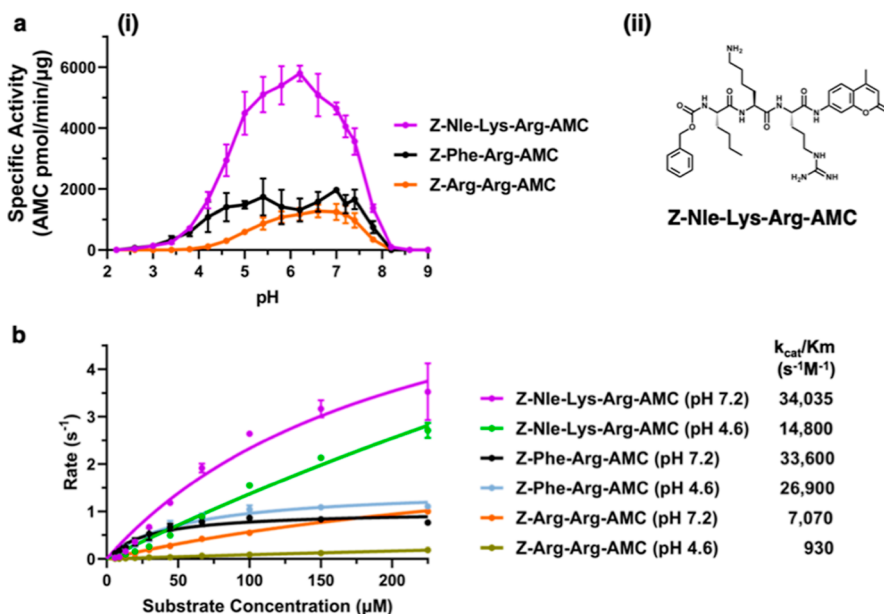 a (i) (ii)
Specific Activity
(AMC pmol/min/μg)
6000
4000
2000
0
2 3 4 5 6 7 8 9
pH
Z-Nle-Lys-Arg-AMC
Z-Phe-Arg-AMC
Z-Arg-Arg-AMC
NH₂
O H N O H N O
O N H O N H O N H O O
NH
H₂N NH
Z-Nle-Lys-Arg-AMC
b
Rate (s⁻¹)
4
3
2
1
0
0 50 100 150 200
Substrate Concentration (μM)
kcat/Km
(s⁻¹M⁻¹)
Z-Nle-Lys-Arg-AMC (pH 7.2) 34,035
Z-Nle-Lys-Arg-AMC (pH 4.6) 14,800
Z-Phe-Arg-AMC (pH 7.2) 33,600
Z-Phe-Arg-AMC (pH 4.6) 26,900
Z-Arg-Arg-AMC (pH 7.2) 7,070
Z-Arg-Arg-AMC (pH 4.6) 930